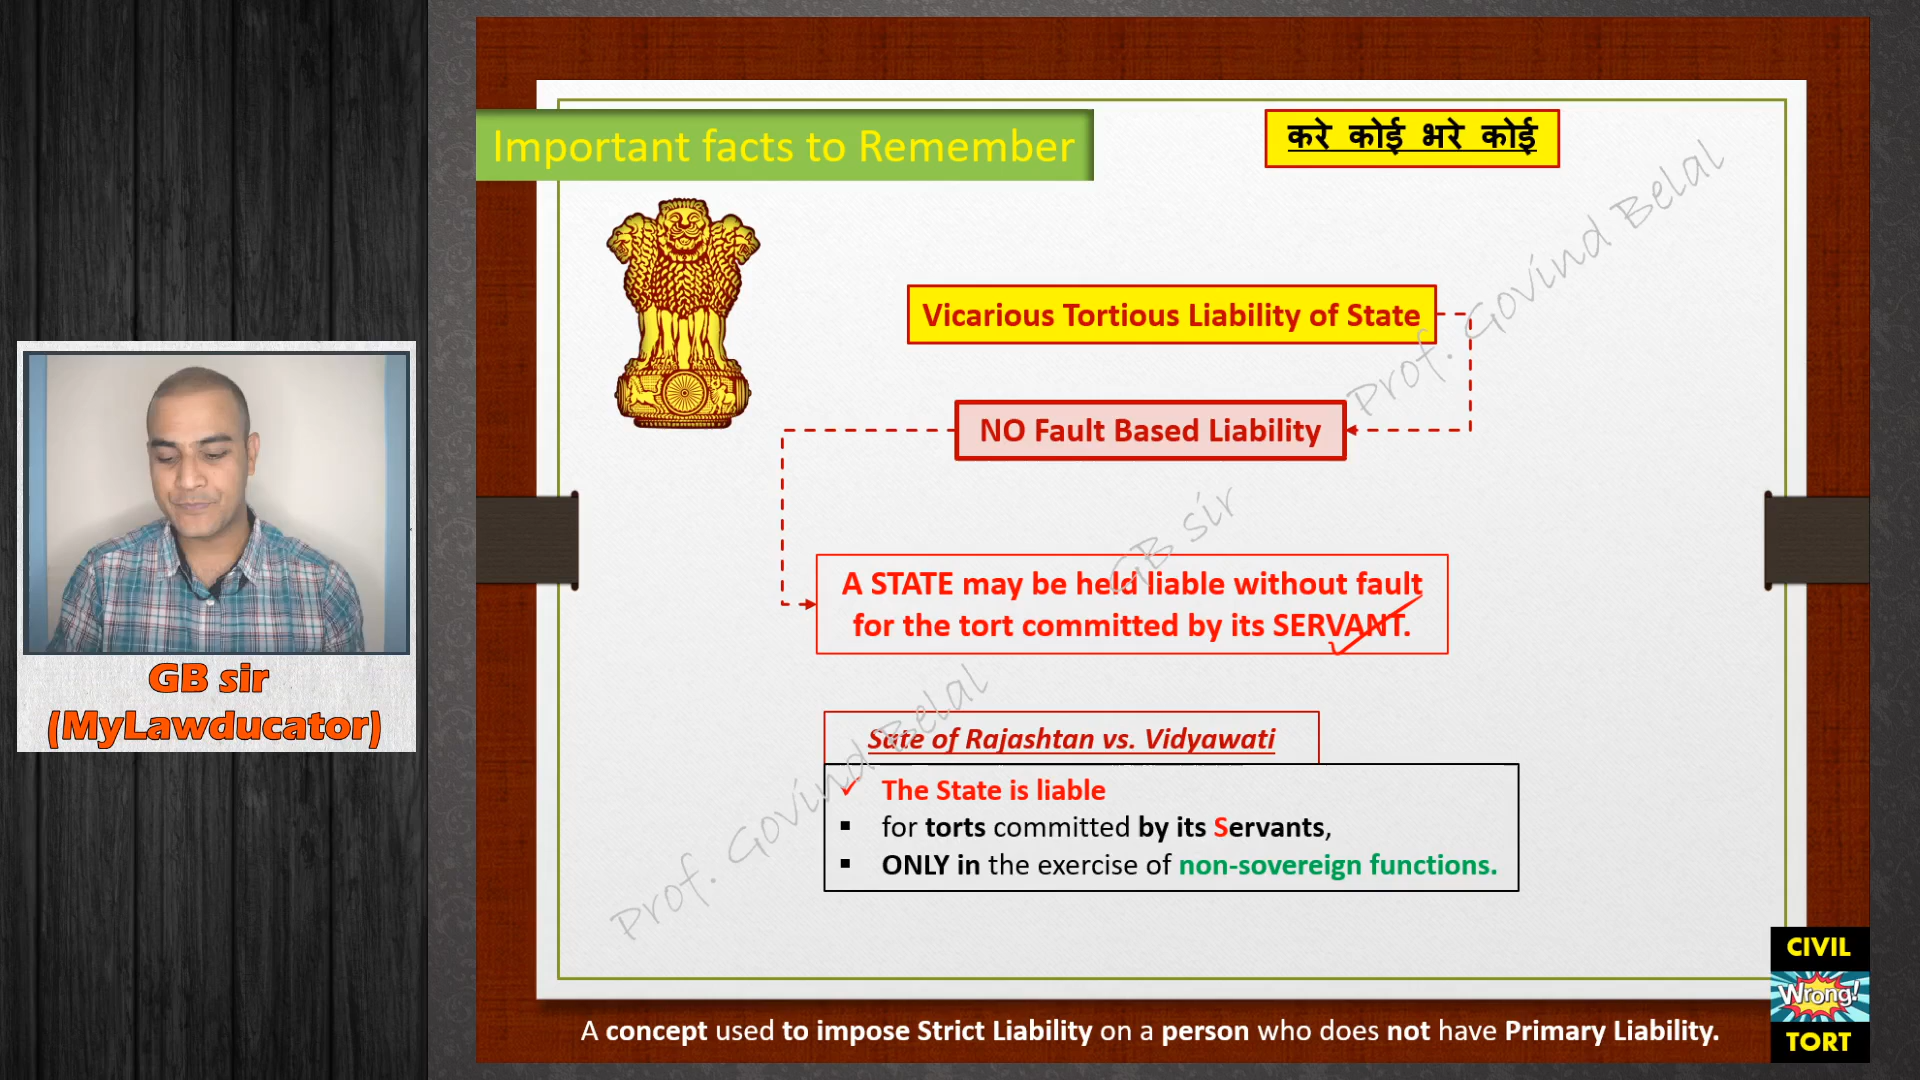 Important facts to Remember
करे कोई भरे कोई
Vicarious Tortious Liability of State
NO Fault Based Liability
A STATE may be held liable without fault
for the tort committed by its SERVANT.
Sate of Rajashtan vs. Vidyawati
✓ The State is liable
▪ for torts committed by its Servants,
▪ ONLY in the exercise of non-sovereign functions.
Prof. Govind Belal
GB sir
Prof. Govind Belal
GB sir
(MyLawducator)
CIVIL
Wrong!
TORT
A concept used to impose Strict Liability on a person who does not have Primary Liability.